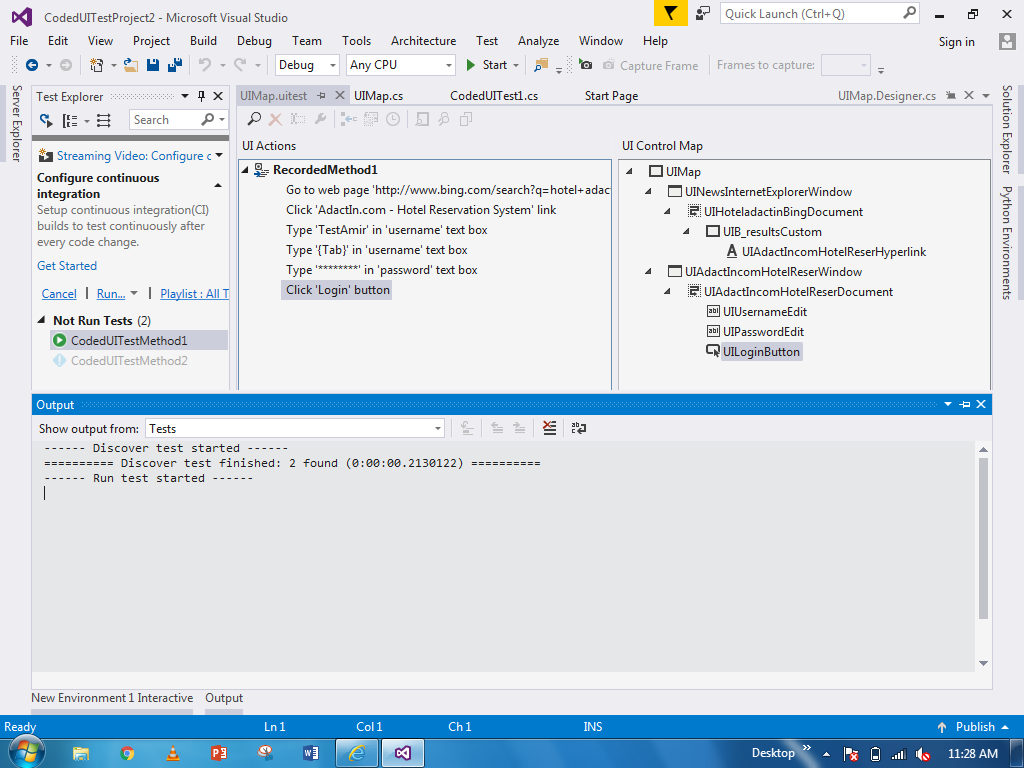 CodedUITestProject2 - Microsoft Visual Studio
Quick Launch (Ctrl+Q)
File Edit View Project Build Debug Team Tools Architecture Test Analyze Window Help
Sign in
Debug Any CPU Start Capture Frame Frames to capture:
Server Explorer
Test Explorer
Search
Streaming Video: Configure c
Configure continuous
integration
Setup continuous integration(CI)
builds to test continuously after
every code change.
Get Started
Cancel | Run... | Playlist : All T
Not Run Tests (2)
CodedUITestMethod1
CodedUITestMethod2
UIMap.uitest UIMap.cs CodedUITest1.cs Start Page UIMap.Designer.cs
UI Actions
RecordedMethod1
Go to web page 'http://www.bing.com/search?q=hotel+adac
Click 'AdactIn.com - Hotel Reservation System' link
Type 'TestAmir' in 'username' text box
Type '{Tab}' in 'username' text box
Type '********' in 'password' text box
Click 'Login' button
UI Control Map
UIMap
UINewsInternetExplorerWindow
UIHoteladactinBingDocument
UIB_resultsCustom
UIAdactIncomHotelReserHyperlink
UIAdactIncomHotelReserWindow
UIAdactIncomHotelReserDocument
UIUsernameEdit
UIPasswordEdit
UILoginButton
Solution Explorer
Python Environments
Output
Show output from: Tests
------ Discover test started ------
========== Discover test finished: 2 found (0:00:00.2130122) ==========
------ Run test started ------
New Environment 1 Interactive Output
Ready Ln 1 Col 1 Ch 1 INS Publish
Desktop 11:28 AM